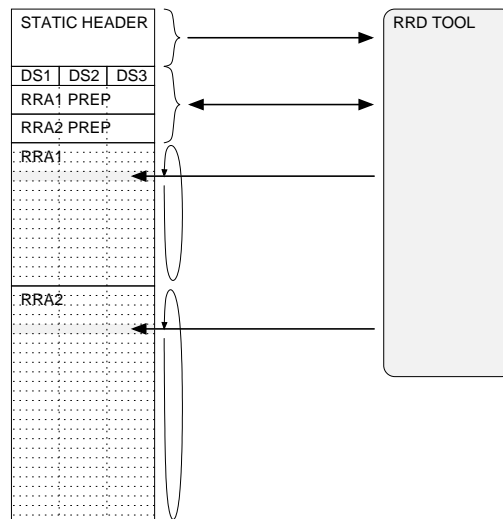 STATIC HEADER
RRD TOOL
DS1 DS2 DS3
RRA1 PREP
RRA2 PREP
RRA1
RRA2